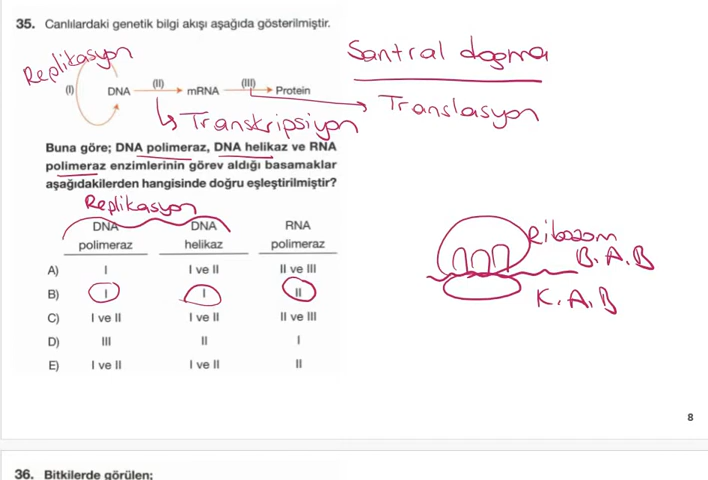 35. Canlılardaki genetik bilgi akışı aşağıda gösterilmiştir.
Santral dogma
Replikasyon
(I) DNA (II) mRNA (III) Protein
Translasyon
Transkripsiyon
Buna göre; DNA polimeraz, DNA helikaz ve RNA
polimeraz enzimlerinin görev aldığı basamaklar
aşağıdakilerden hangisinde doğru eşleştirilmiştir?
Replikasyon
DNA polimeraz DNA helikaz RNA polimeraz
A) I I ve II II ve III
B) I I II
C) I ve II I ve II II ve III
D) III II I
E) I ve II I ve II II
Ribozom
B.A.B
K.A.B
8
36. Bitkilerde görülen;